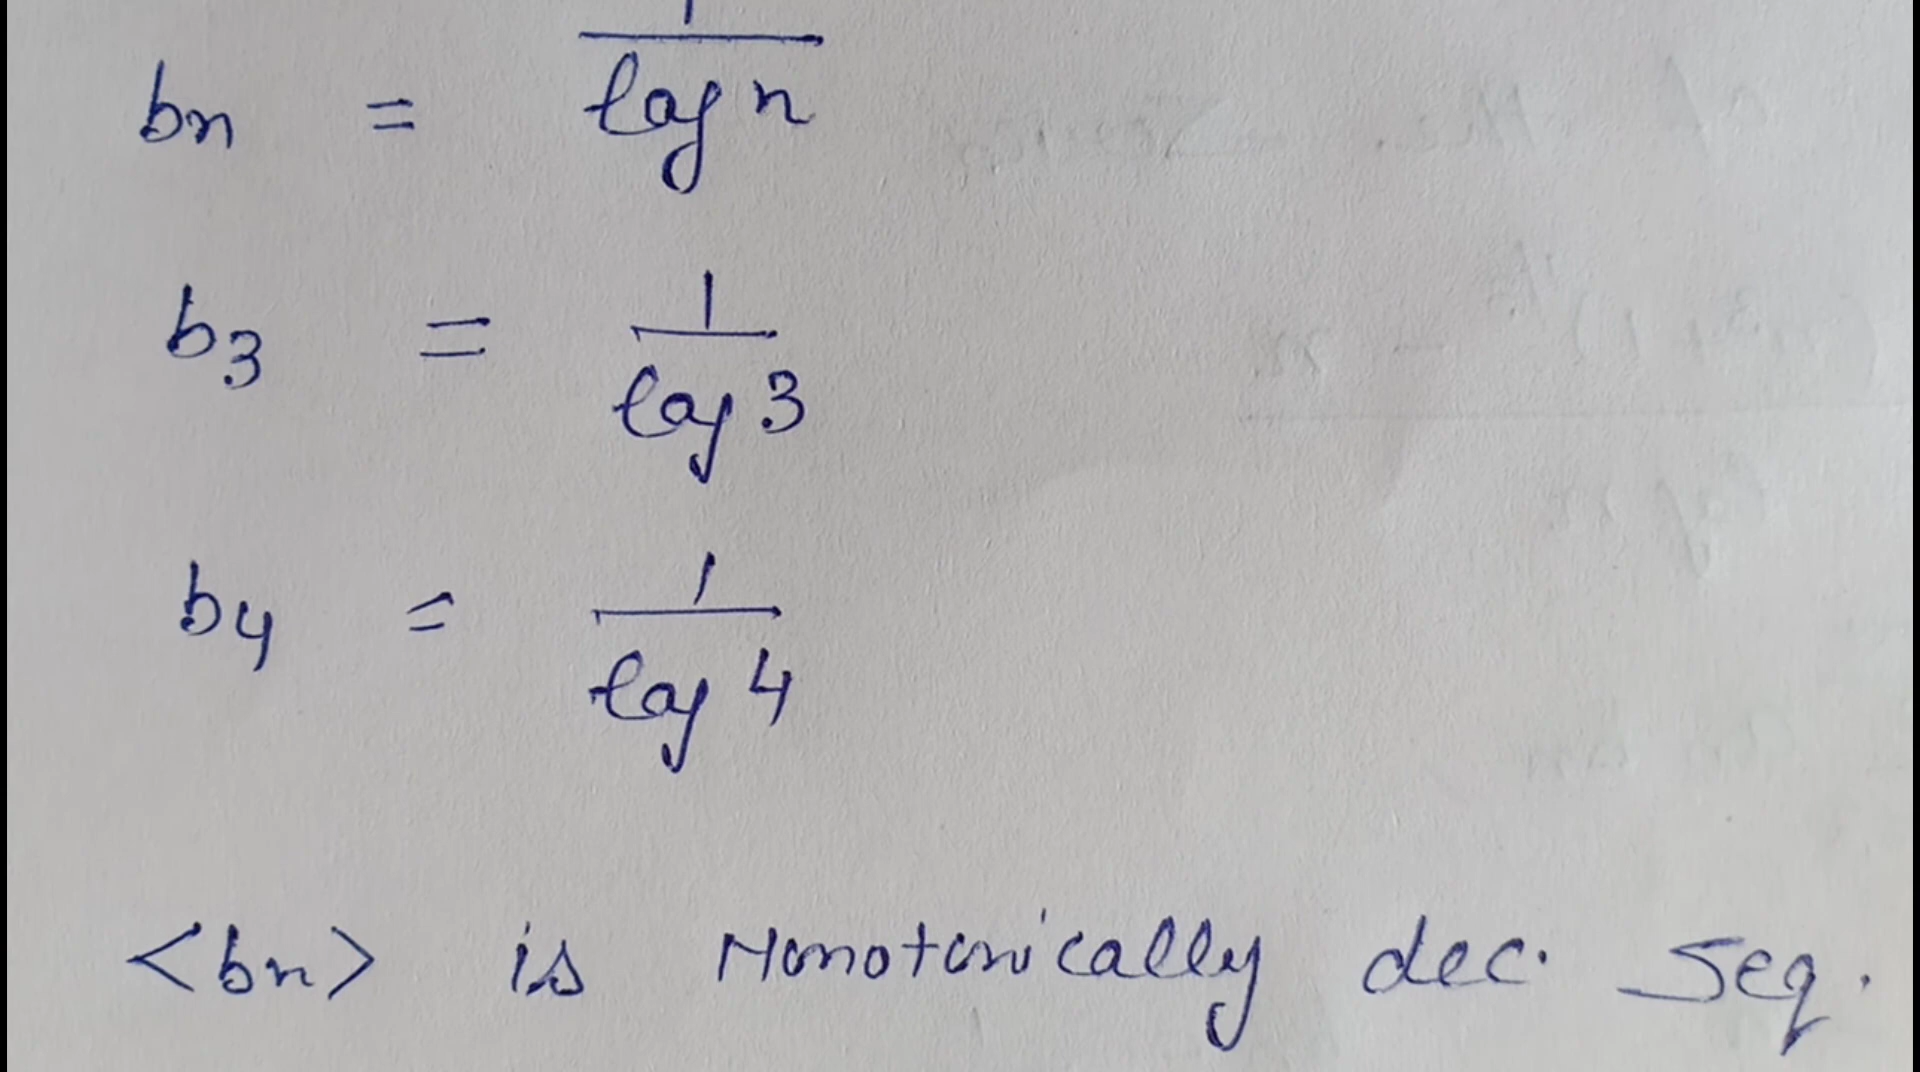 bn = 1/log n
b3 = 1/log 3
b4 = 1/log 4
<bn> is Monotonically dec. Seq.